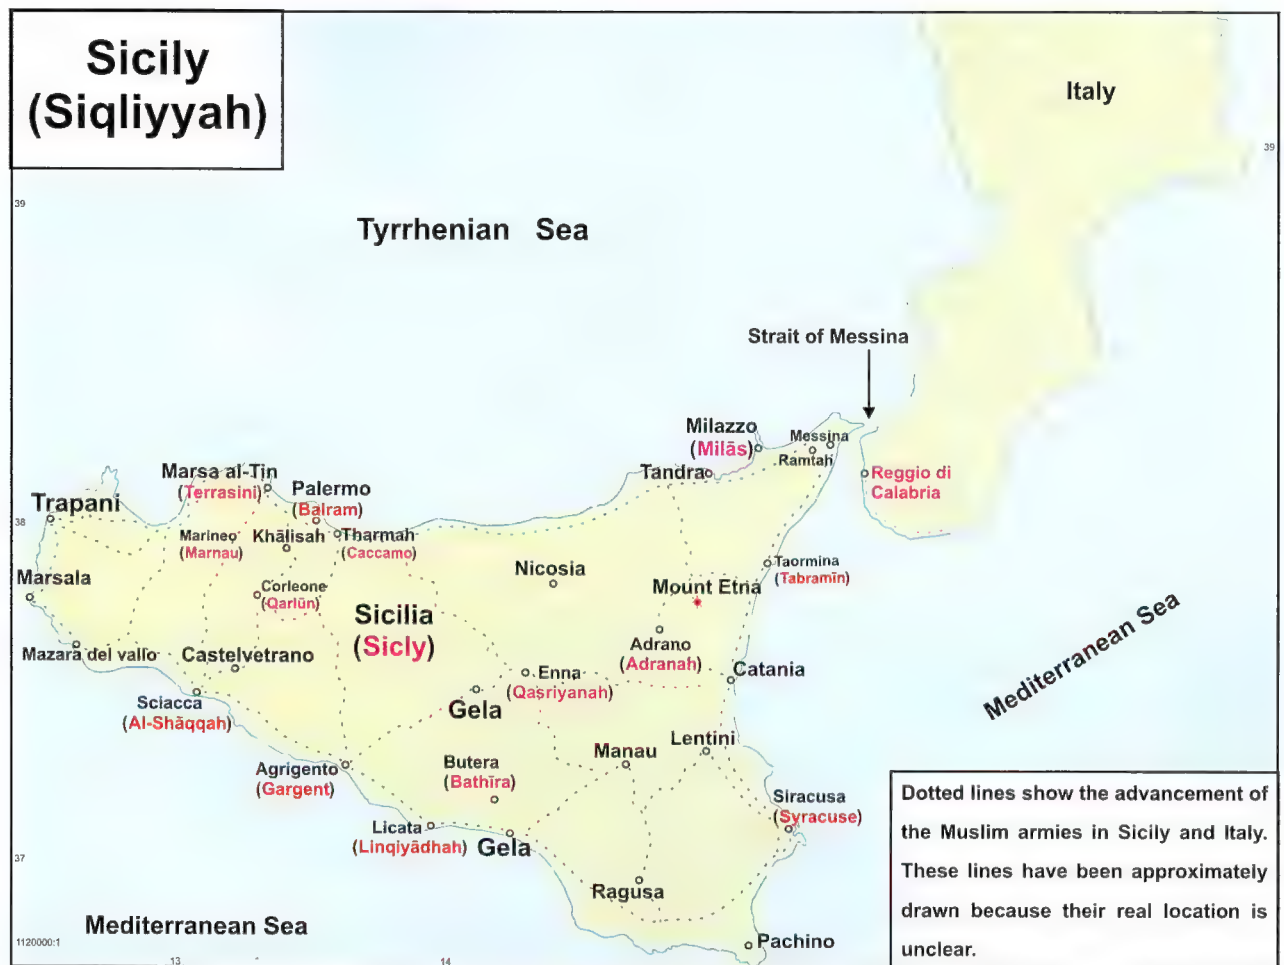 Sicily
(Siqliyyah)
Italy
39
39
Tyrrhenian Sea
Strait of Messina
Milazzo
(Milās)
Messina
Ramtah
Tandra
Reggio di
Calabria
Marsa al-Tin
(Terrasini)
Palermo
(Balram)
Trapani
38
38
Marineo
(Marnau)
Khālisah
Tharmah
(Caccamo)
Taormina
(Tabramīn)
Nicosia
Marsala
Mount Etna
Corleone
(Qarlūn)
Sicilia
(Sicly)
Adrano
(Adranah)
Mazara del vallo
Castelvetrano
Enna
(Qaṣriyanah)
Catania
Mediterranean Sea
Sciacca
(Al-Shāqqah)
Gela
Manau
Lentini
Agrigento
(Gargent)
Butera
(Bathīra)
Siracusa
(Syracuse)
Licata
(Linqiyādhah)
Gela
37
Ragusa
Mediterranean Sea
Pachino
1120000:1
13
14
Dotted lines show the advancement of
the Muslim armies in Sicily and Italy.
These lines have been approximately
drawn because their real location is
unclear.